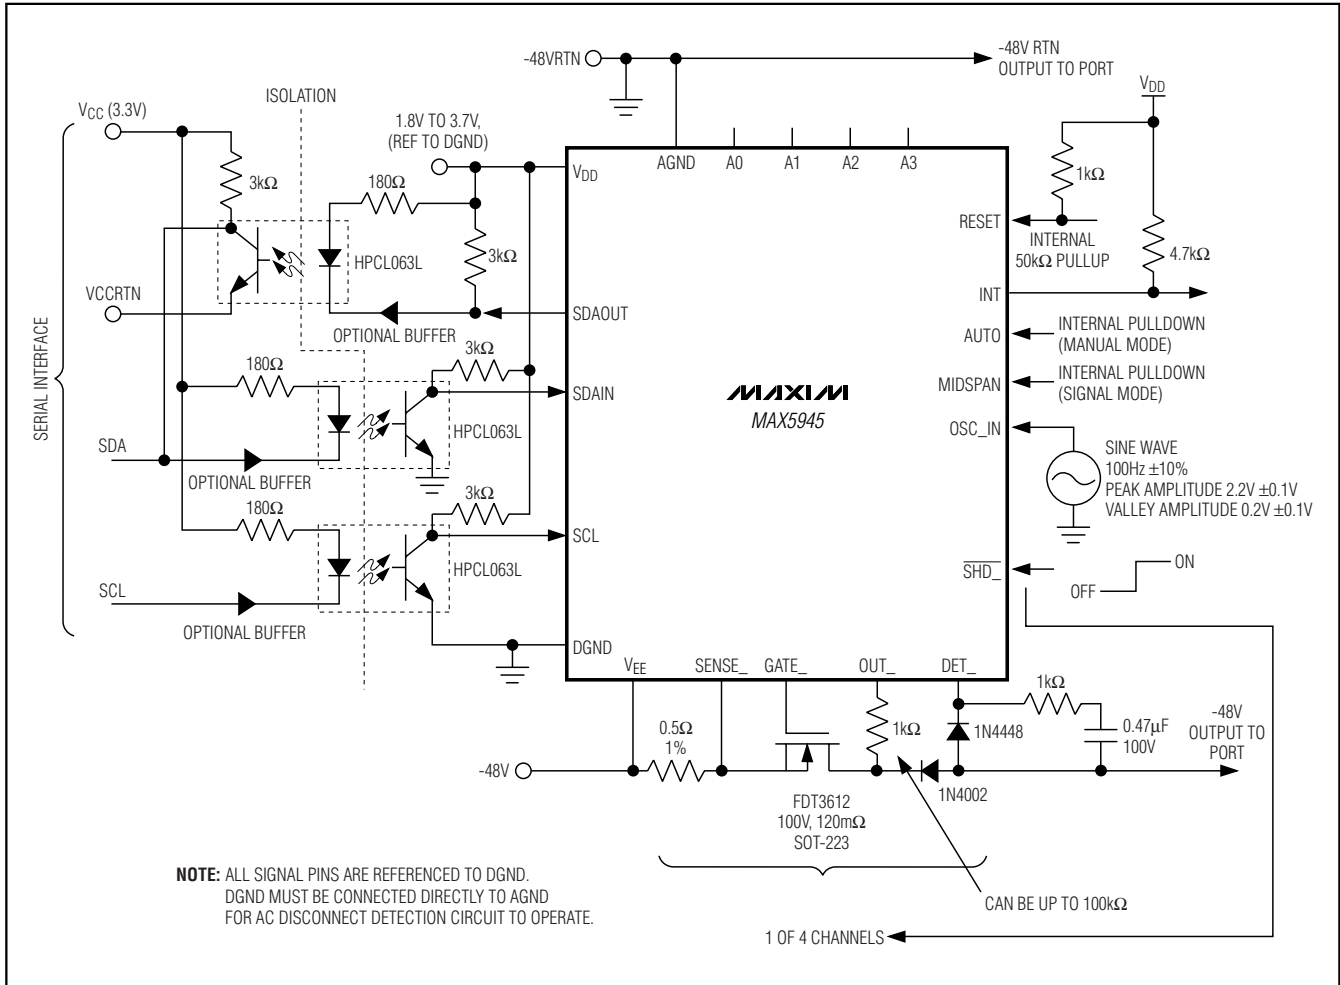 -48VRTN
-48V RTN
OUTPUT TO PORT
ISOLATION
VCC (3.3V)
1.8V TO 3.7V,
(REF TO DGND)
VDD
3kΩ
180Ω
HPCL063L
3kΩ
VCCRTN
OPTIONAL BUFFER
SERIAL INTERFACE
180Ω
3kΩ
HPCL063L
SDA
OPTIONAL BUFFER
180Ω
3kΩ
HPCL063L
SCL
OPTIONAL BUFFER
VDD
AGND
A0
A1
A2
A3
SDAOUT
SDAIN
SCL
DGND
MAXIM
MAX5945
RESET
INT
AUTO
MIDSPAN
OSC_IN
SHD_
VEE
SENSE_
GATE_
OUT_
DET_
1kΩ
INTERNAL
50kΩ PULLUP
4.7kΩ
INTERNAL PULLDOWN
(MANUAL MODE)
INTERNAL PULLDOWN
(SIGNAL MODE)
SINE WAVE
100Hz ±10%
PEAK AMPLITUDE 2.2V ±0.1V
VALLEY AMPLITUDE 0.2V ±0.1V
ON
OFF
-48V
0.5Ω
1%
FDT3612
100V, 120mΩ
SOT-223
1kΩ
1N4448
1N4002
1kΩ
0.47µF
100V
-48V
OUTPUT TO
PORT
CAN BE UP TO 100kΩ
1 OF 4 CHANNELS
NOTE: ALL SIGNAL PINS ARE REFERENCED TO DGND.
DGND MUST BE CONNECTED DIRECTLY TO AGND
FOR AC DISCONNECT DETECTION CIRCUIT TO OPERATE.